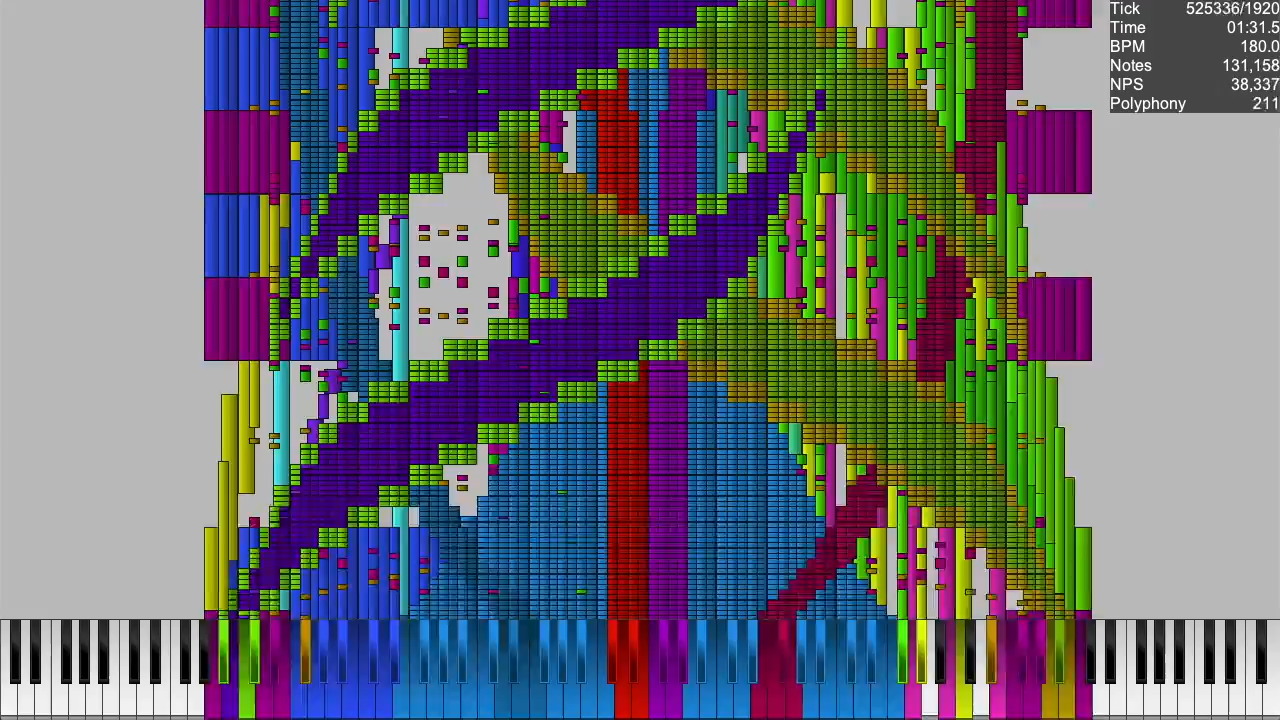 Tick 525336/1920
Time 01:31.5
BPM 180.0
Notes 131,158
NPS 38,337
Polyphony 211